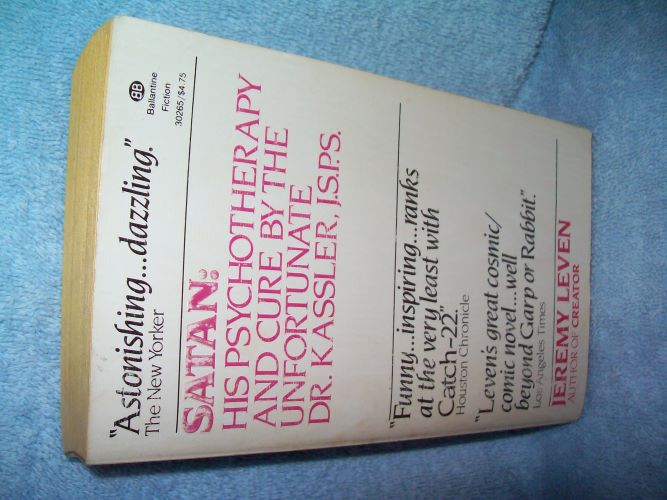 BB
Ballantine
Fiction
30265/$4.75
"Astonishing...dazzling."
The New Yorker
SATAN:
HIS PSYCHOTHERAPY
AND CURE BY THE
UNFORTUNATE
DR. KASSLER, J.S.P.S.
"Funny...inspiring...ranks
at the very least with
Catch-22."
Houston Chronicle
"Leven's great cosmic/
comic novel...well
beyond Garp or Rabbit."
Los Angeles Times
JEREMY LEVEN
AUTHOR OF CREATOR